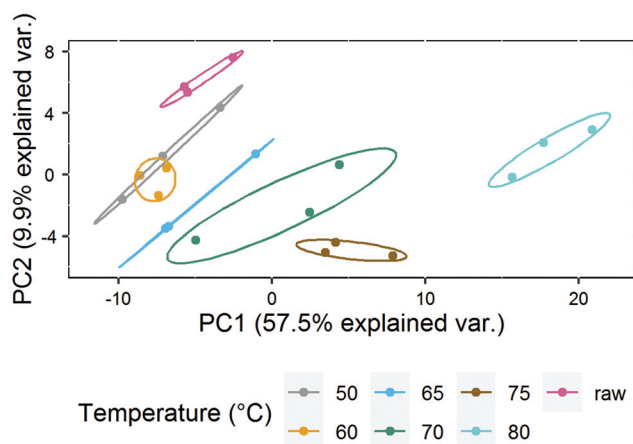 8
4
0
-4
PC2 (9.9% explained var.)
-10 0 10 20
PC1 (57.5% explained var.)
Temperature (°C)
50 65 75 raw
60 70 80